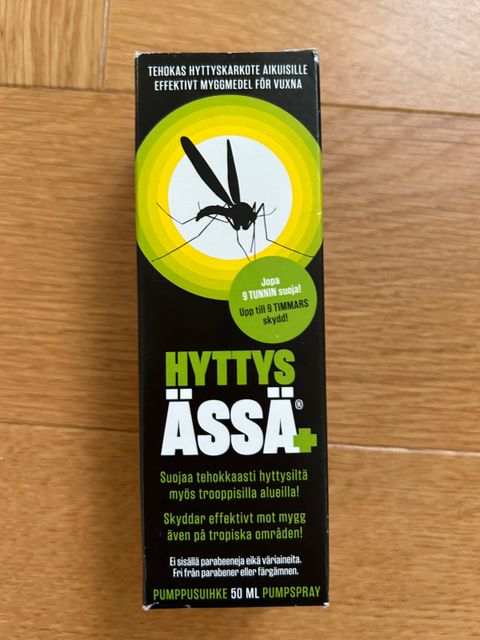 TEHOKAS HYTTYSKARKOTE AIKUISILLE
EFFEKTIVT MYGGMEDEL FÖR VUXNA
Jopa
9 TUNNIN suoja!
Upp till 9 TIMMARS
skydd!
HYTTYS
ÄSSÄ®+
Suojaa tehokkaasti hyttysiltä
myös trooppisilla alueilla!
Skyddar effektivt mot mygg
även på tropiska områden!
Ei sisällä parabeeneja eikä väriaineita.
Fri från parabener eller färgämnen.
PUMPPUSUIHKE 50 ML PUMPSPRAY